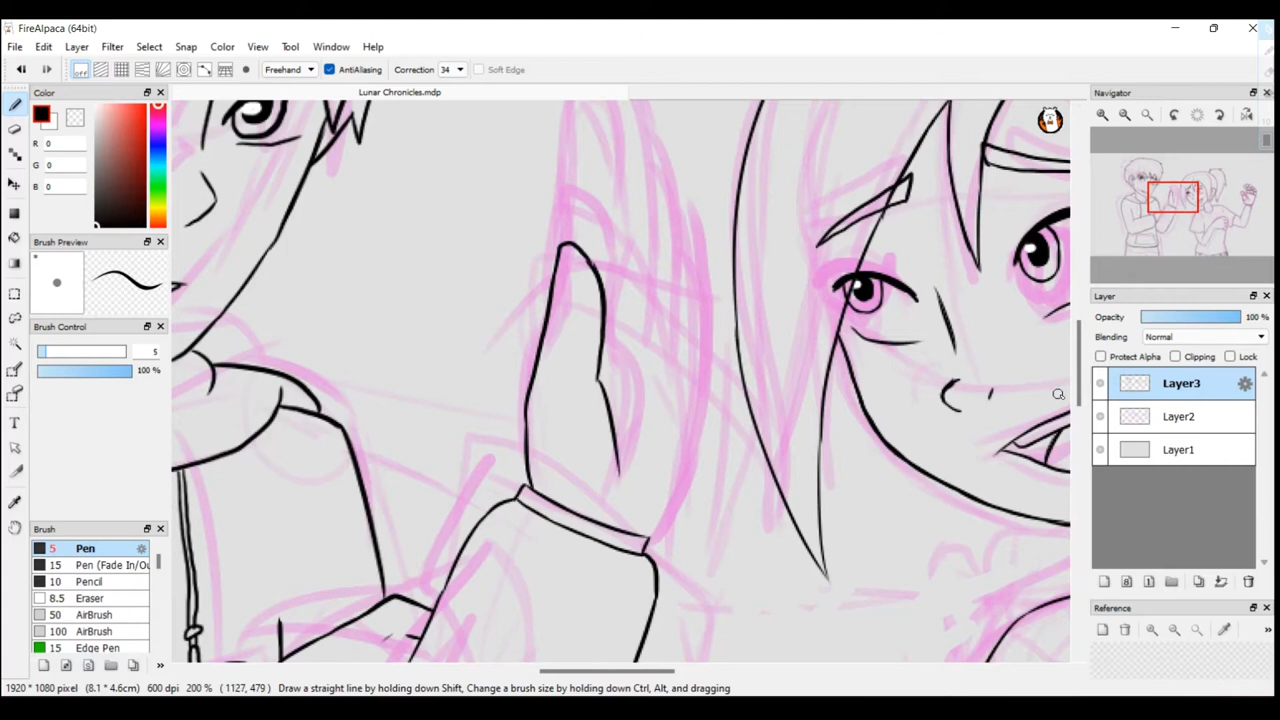 FireAlpaca (64bit)
File Edit Layer Filter Select Snap Color View Tool Window Help
off Freehand AntiAliasing Correction 34 Soft Edge
Color
Lunar Chronicles.mdp
Navigator
R 0
G 0
B 0
Brush Preview
Layer
Opacity 100 %
Brush Control
Blending Normal
5
Protect Alpha Clipping Lock
100 %
Layer3
Layer2
Layer1
Brush
5 Pen
15 Pen (Fade In/Ou
10 Pencil
8.5 Eraser
50 AirBrush
100 AirBrush
15 Edge Pen
Reference
1920 * 1080 pixel (8.1 * 4.6cm) 600 dpi 200 % ( 1127, 479 ) Draw a straight line by holding down Shift, Change a brush size by holding down Ctrl, Alt, and dragging